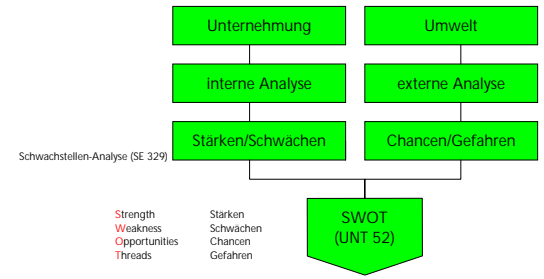 Unternehmung
Umwelt
interne Analyse
externe Analyse
Stärken/Schwächen
Chancen/Gefahren
Schwachstellen-Analyse (SE 329)
SWOT
(UNT 52)
Strength Stärken
Weakness Schwächen
Opportunities Chancen
Threads Gefahren